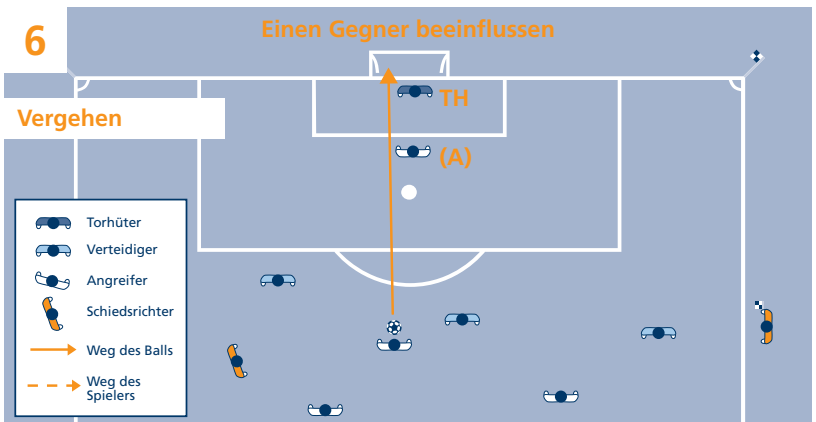 6
Einen Gegner beeinflussen
TH
Vergehen
(A)
Torhüter
Verteidiger
Angreifer
Schiedsrichter
Weg des Balls
Weg des
Spielers